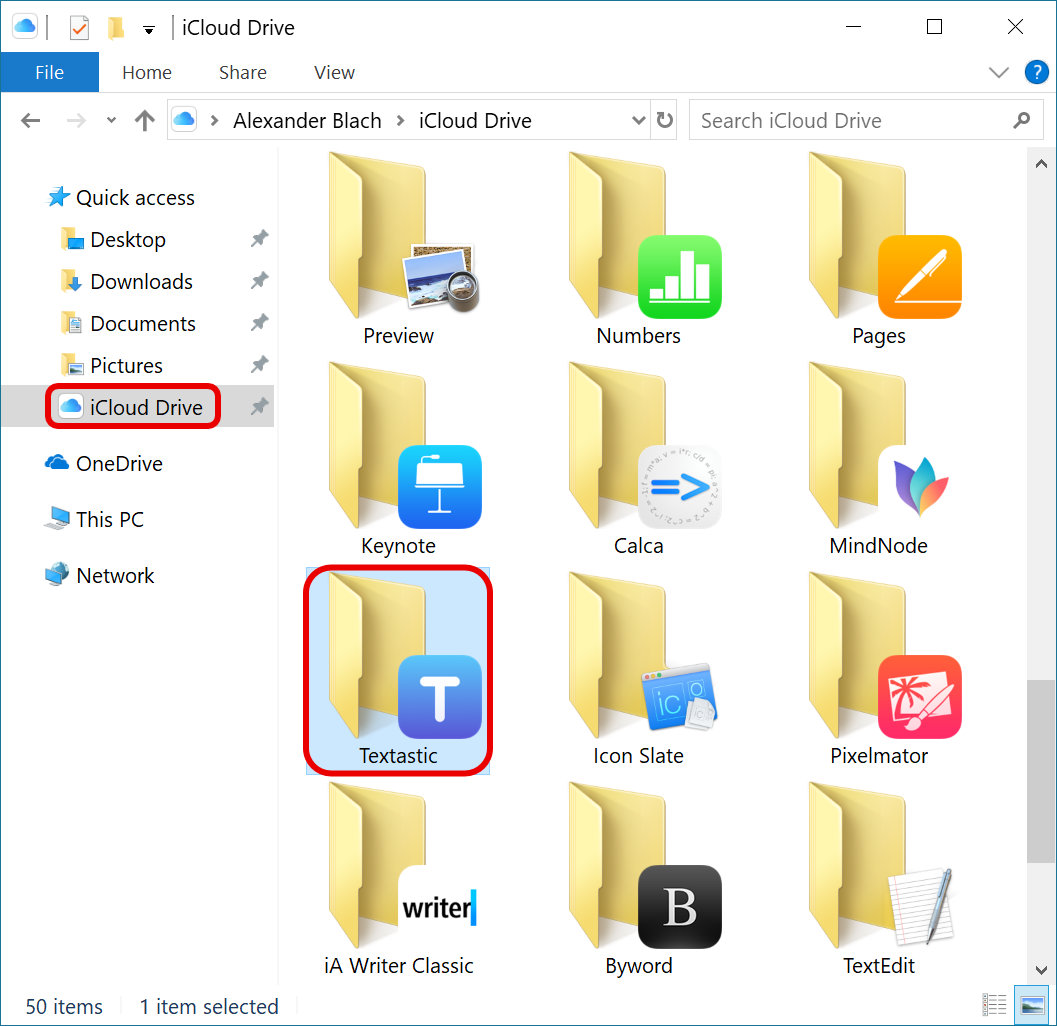 iCloud Drive
File Home Share View
?
Alexander Blach iCloud Drive Search iCloud Drive
Quick access
Desktop
Downloads
Documents
Pictures
iCloud Drive
OneDrive
This PC
Network
Preview Numbers Pages
=>
Keynote Calca MindNode
T
iCO
Textastic Icon Slate Pixelmator
writer B
iA Writer Classic Byword TextEdit
50 items 1 item selected